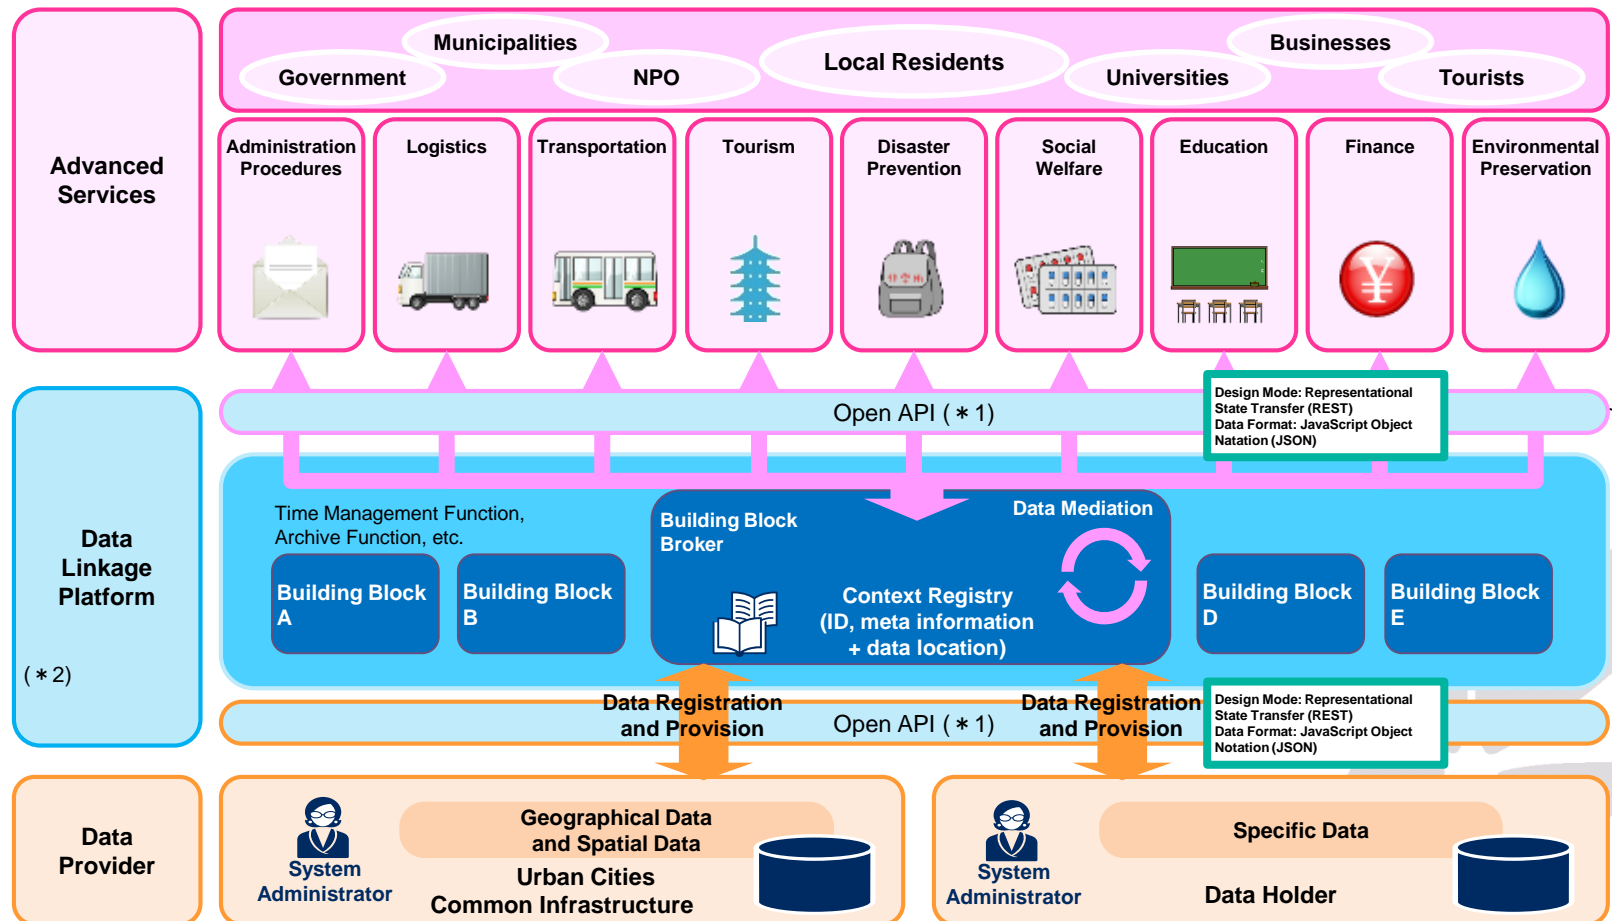 Advanced
Services
Municipalities
Government
NPO
Local Residents
Businesses
Universities
Tourists
Administration
Procedures
Logistics
Transportation
Tourism
Disaster
Prevention
Social
Welfare
Education
Finance
Environmental
Preservation
Data
Linkage
Platform
(＊2)
Open API (＊1)
Design Mode: Representational
State Transfer (REST)
Data Format: JavaScript Object
Natation (JSON)
Time Management Function,
Archive Function, etc.
Building Block
A
Building Block
B
Building Block
Broker
Data Mediation
Context Registry
(ID, meta information
+ data location)
Building Block
D
Building Block
E
Data Registration
and Provision
Open API (＊1)
Data Registration
and Provision
Design Mode: Representational
State Transfer (REST)
Data Format: JavaScript Object
Notation (JSON)
Data
Provider
System
Administrator
Geographical Data
and Spatial Data
Urban Cities
Common Infrastructure
System
Administrator
Specific Data
Data Holder